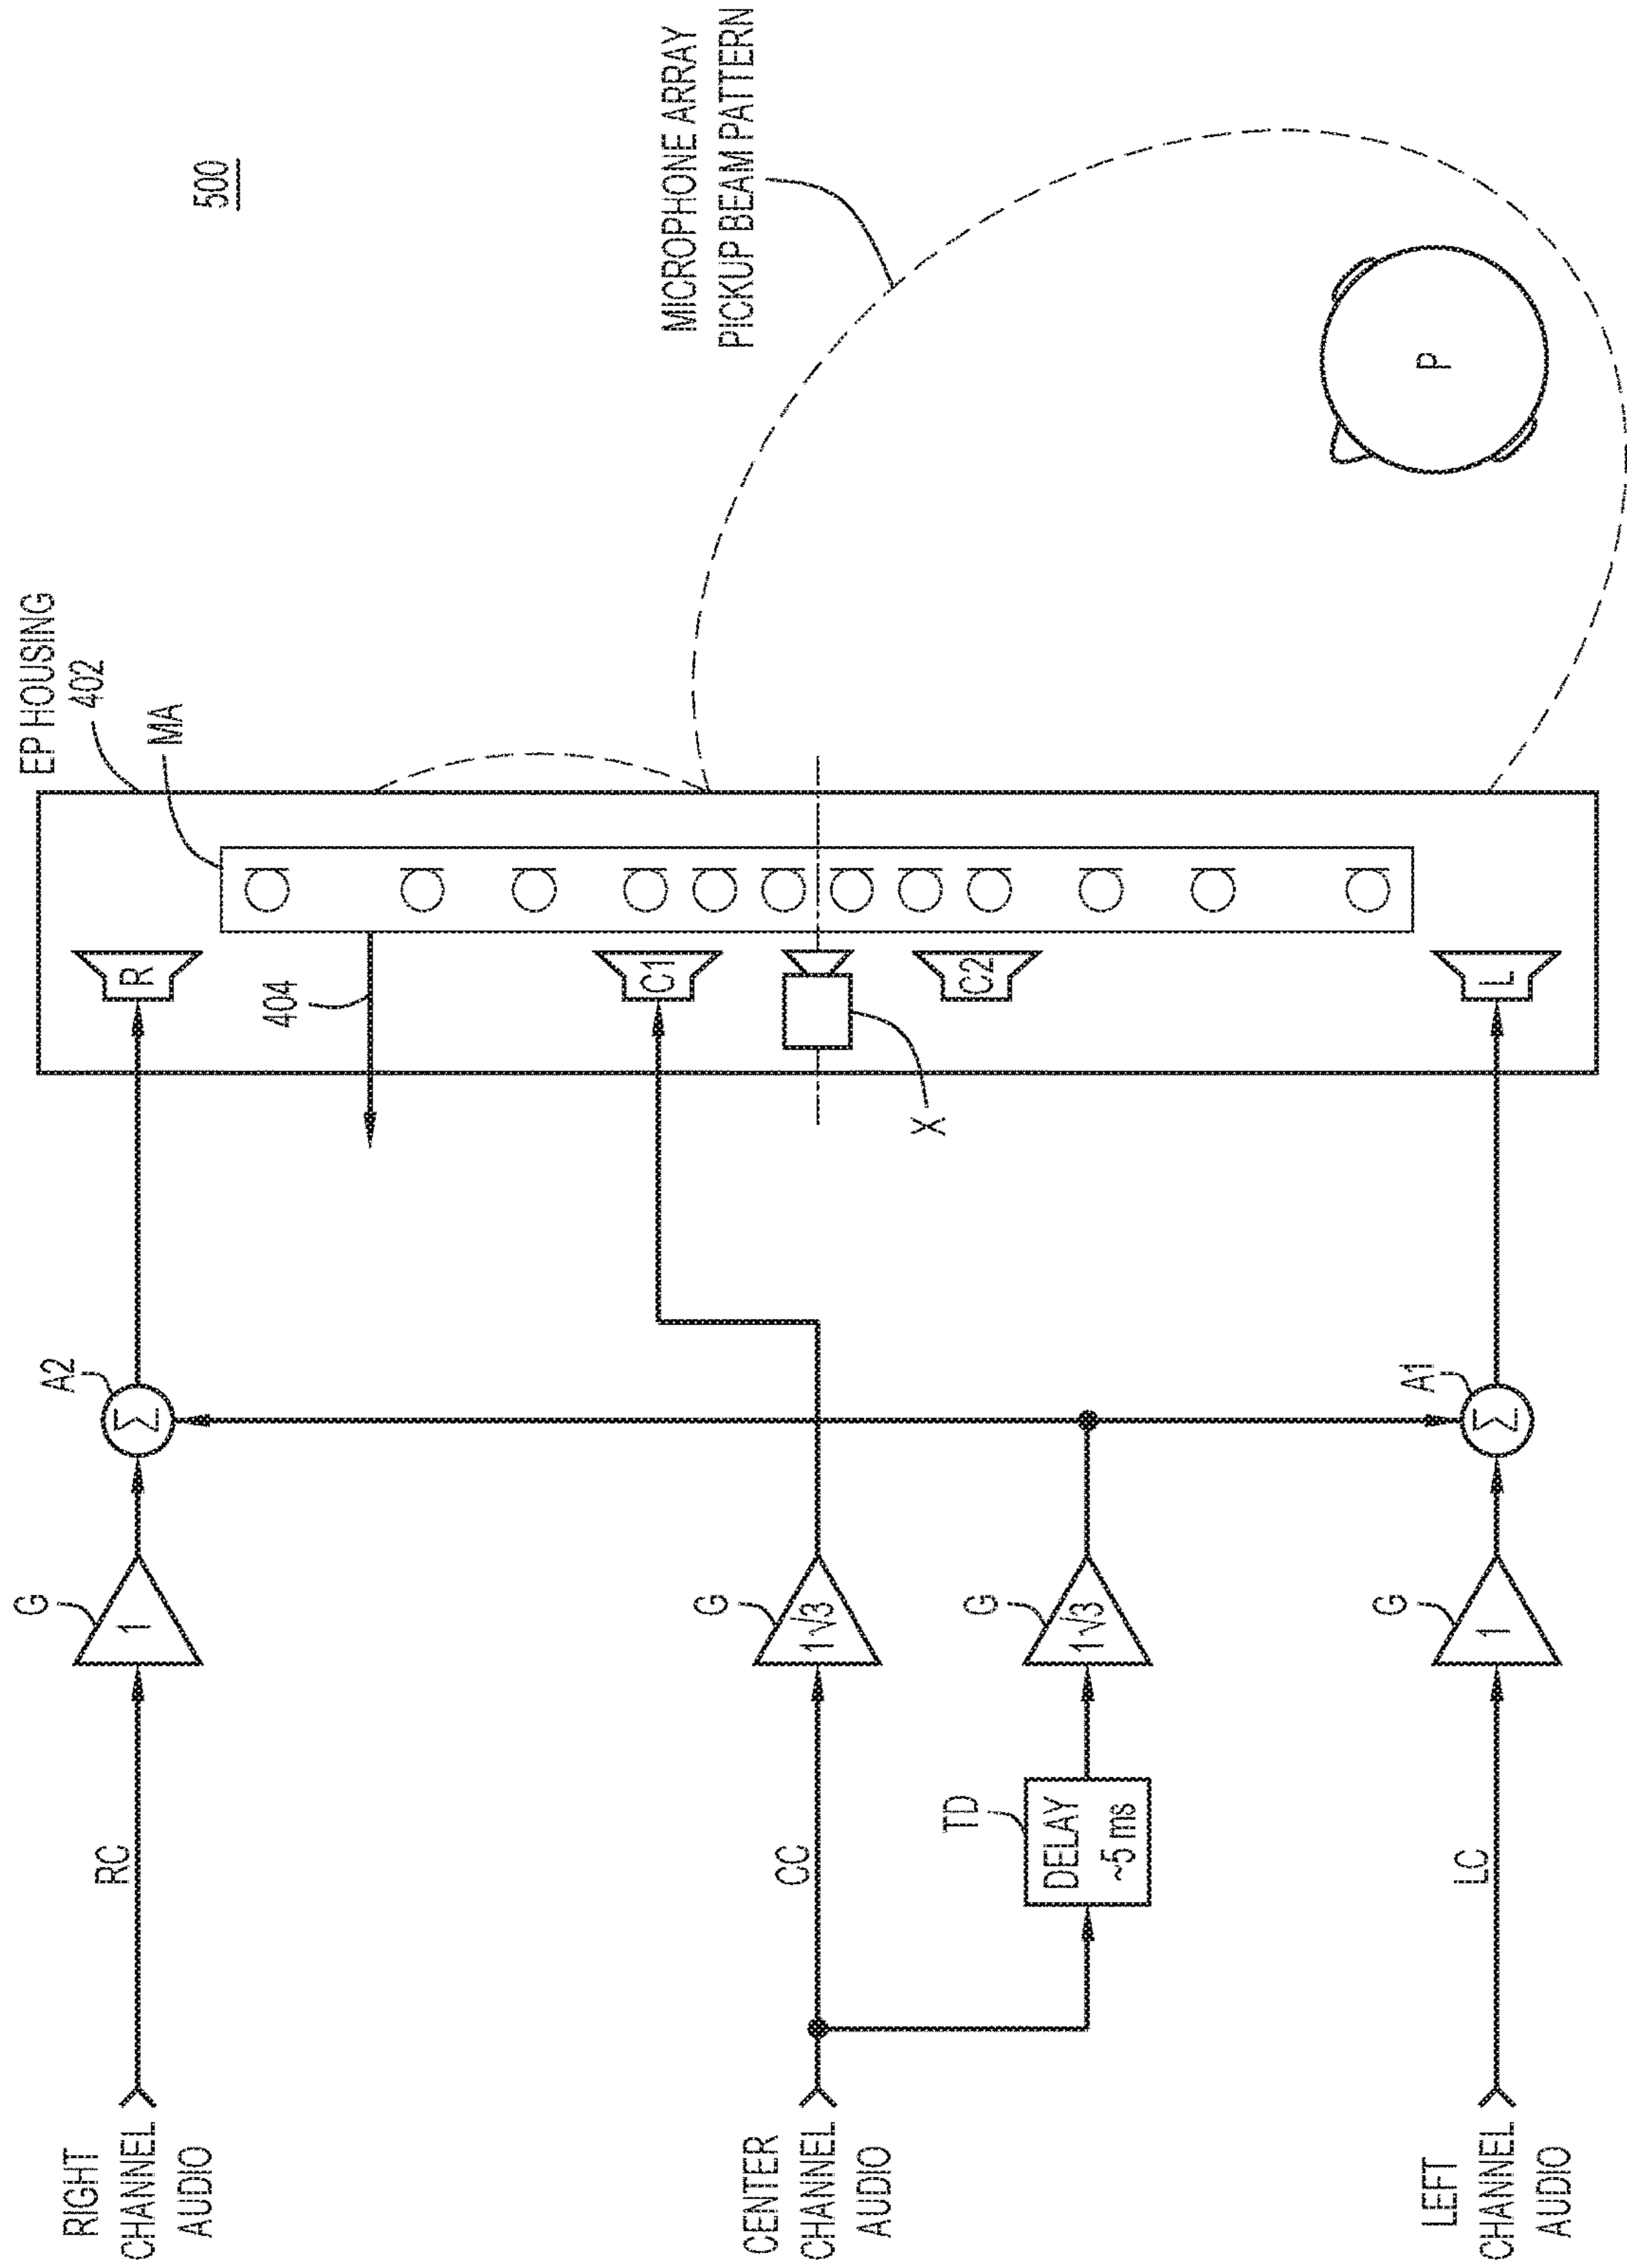 500
MICROPHONE ARRAY
PICKUP BEAM PATTERN
P
EP HOUSING
402
MA
R
404
C1
C2
L
X
A2
Σ
A1
Σ
G
1
G
1√3
G
1√3
G
1
TD
DELAY
~5 ms
RC
CC
LC
RIGHT
CHANNEL
AUDIO
CENTER
CHANNEL
AUDIO
LEFT
CHANNEL
AUDIO